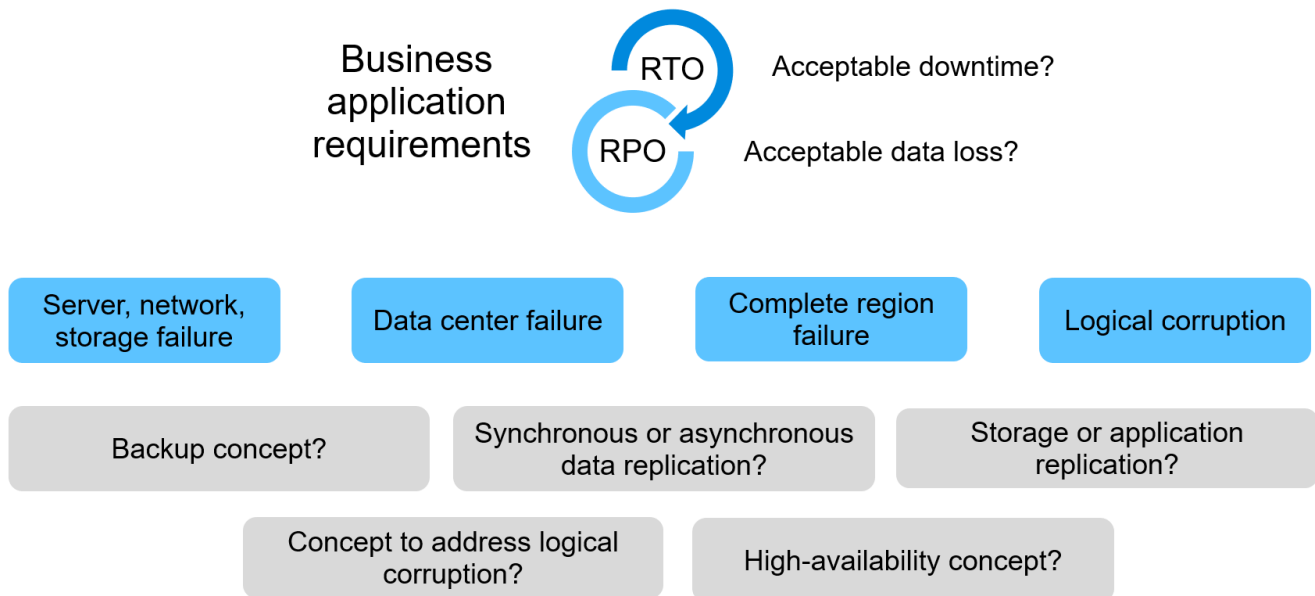 Business
application
requirements
RTO
Acceptable downtime?
RPO
Acceptable data loss?
Server, network,
storage failure
Data center failure
Complete region
failure
Logical corruption
Backup concept?
Synchronous or asynchronous
data replication?
Storage or application
replication?
Concept to address logical
corruption?
High-availability concept?